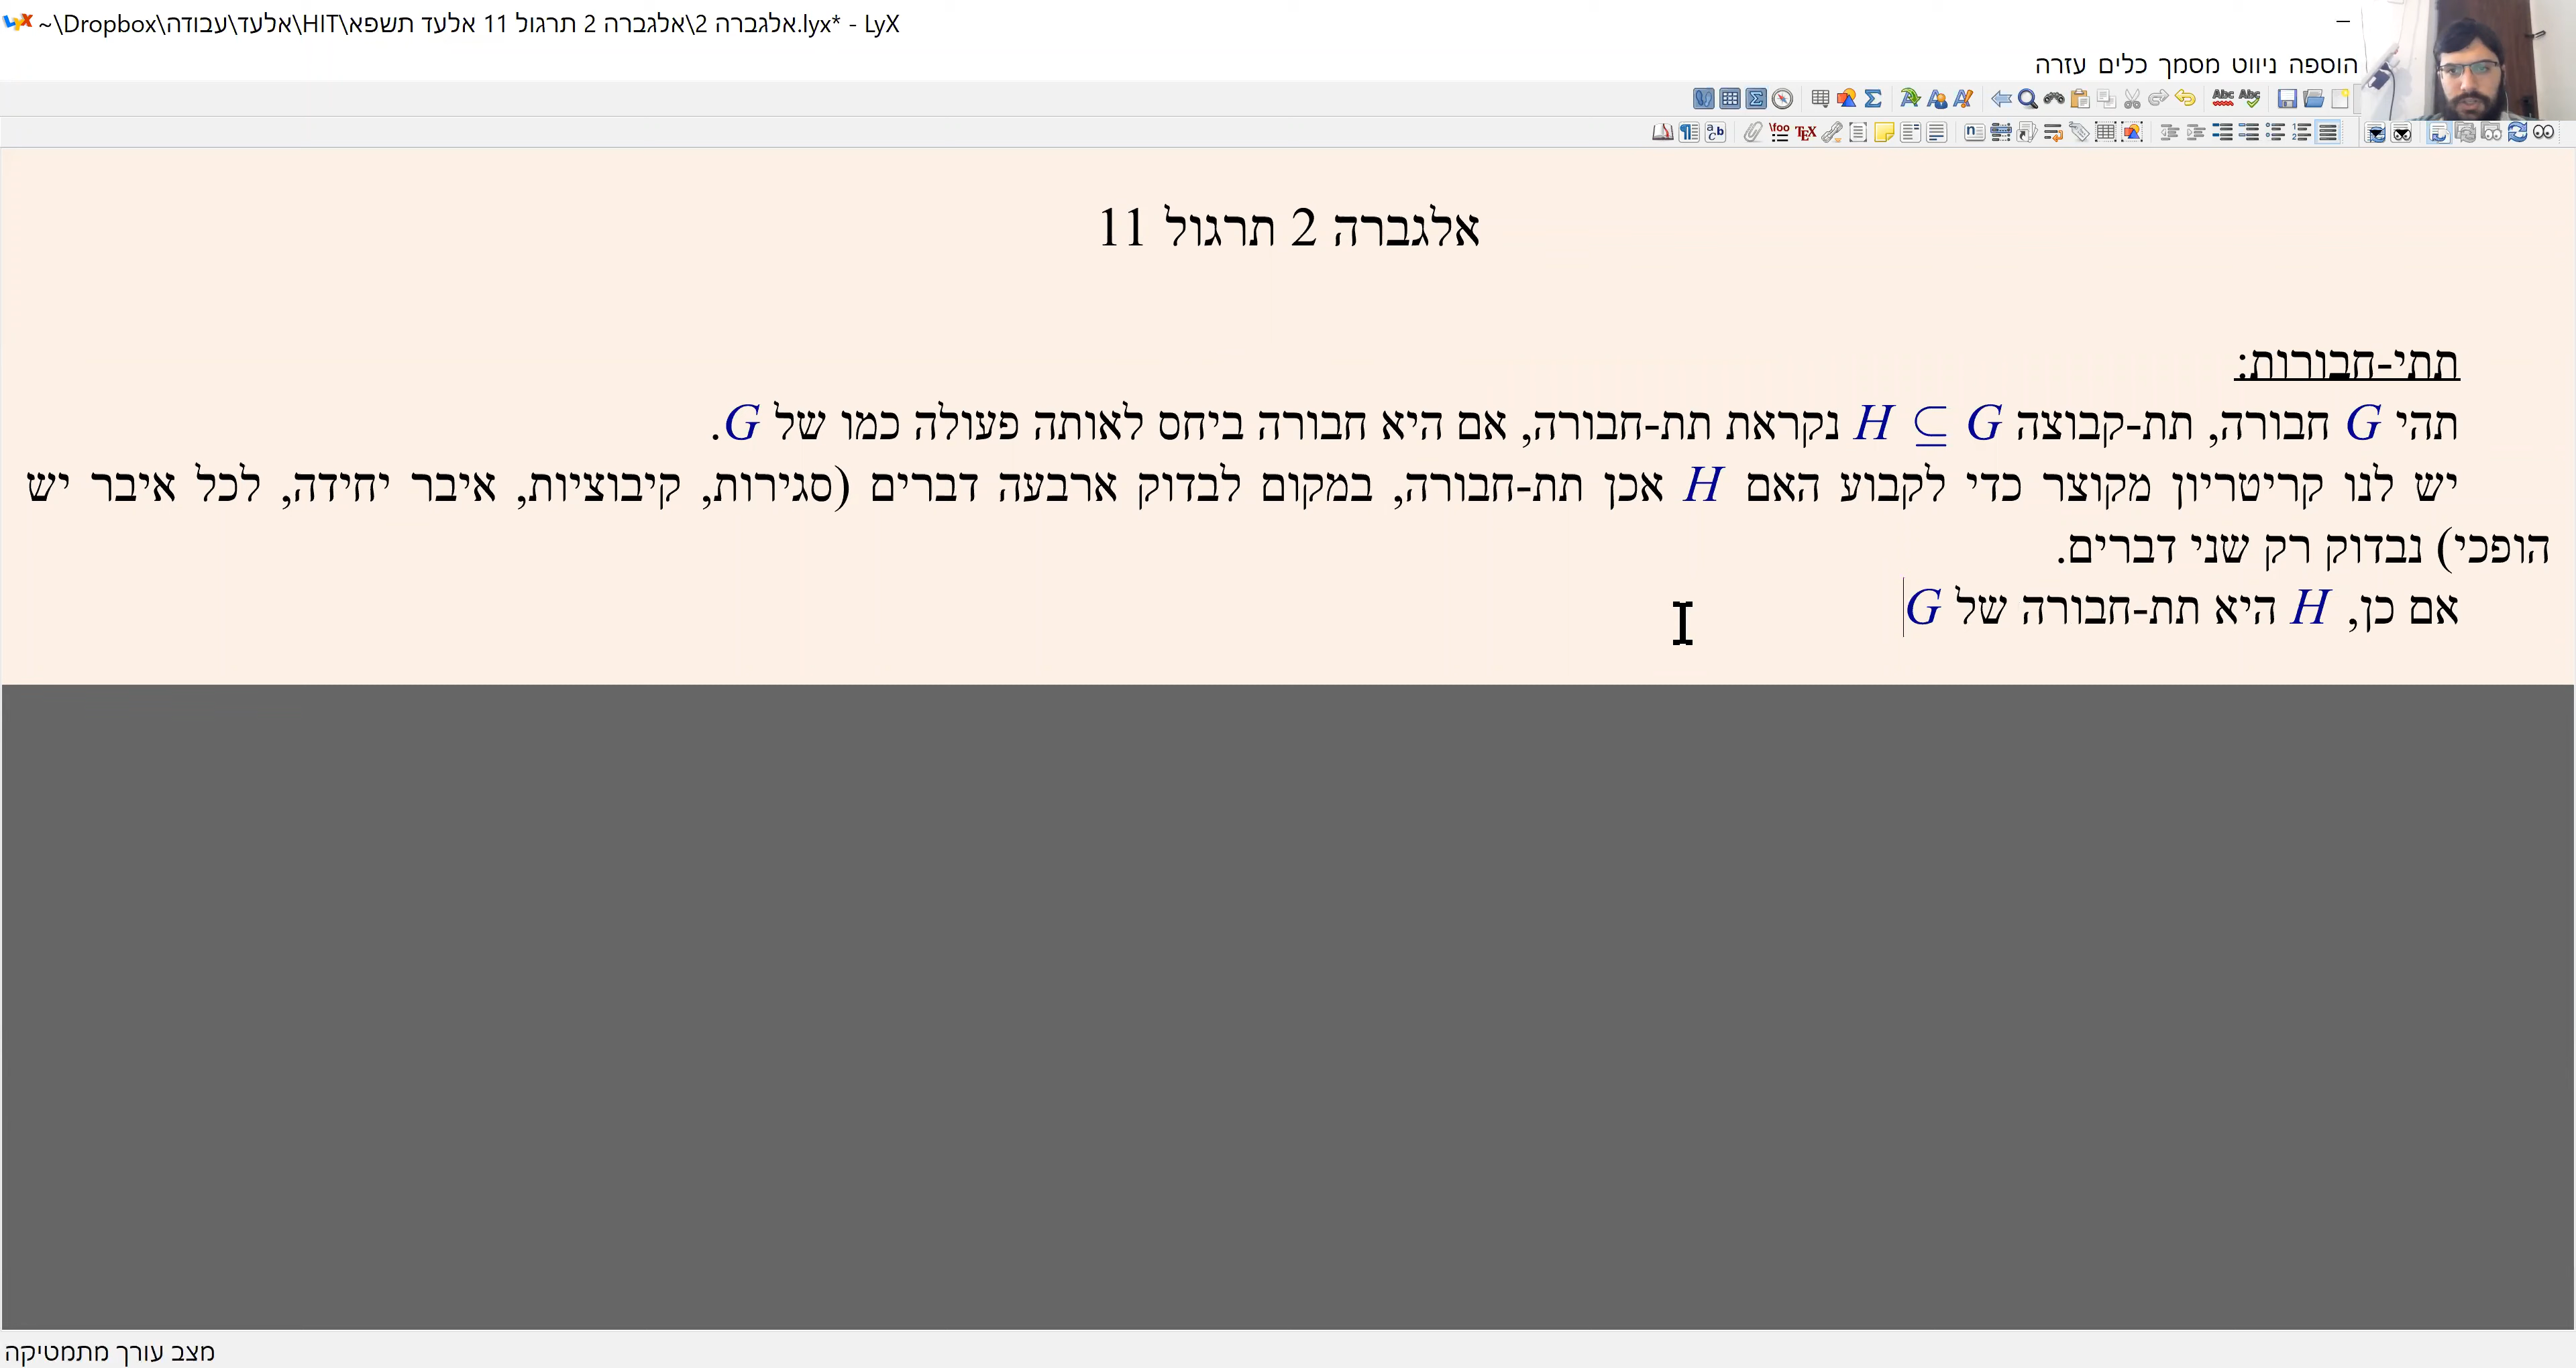 ~\Dropbox\אלגברה 2\אלגברה 2 תרגול 11 אלעד תשפא\HIT\אלעד\עבודה.lyx* - LyX
הוספה ניווט מסמך כלים עזרה
אלגברה 2 תרגול 11
תתי-חבורות:
תהי G חבורה, תת-קבוצה H ⊆ G נקראת תת-חבורה, אם היא חבורה ביחס לאותה פעולה כמו של G.
יש לנו קריטריון מקוצר כדי לקבוע האם H אכן תת-חבורה, במקום לבדוק ארבעה דברים (סגירות, קיבוציות, איבר יחידה, לכל איבר יש
הופכי) נבדוק רק שני דברים.
אם כן, H היא תת-חבורה של G
מצב עורך מתמטיקה